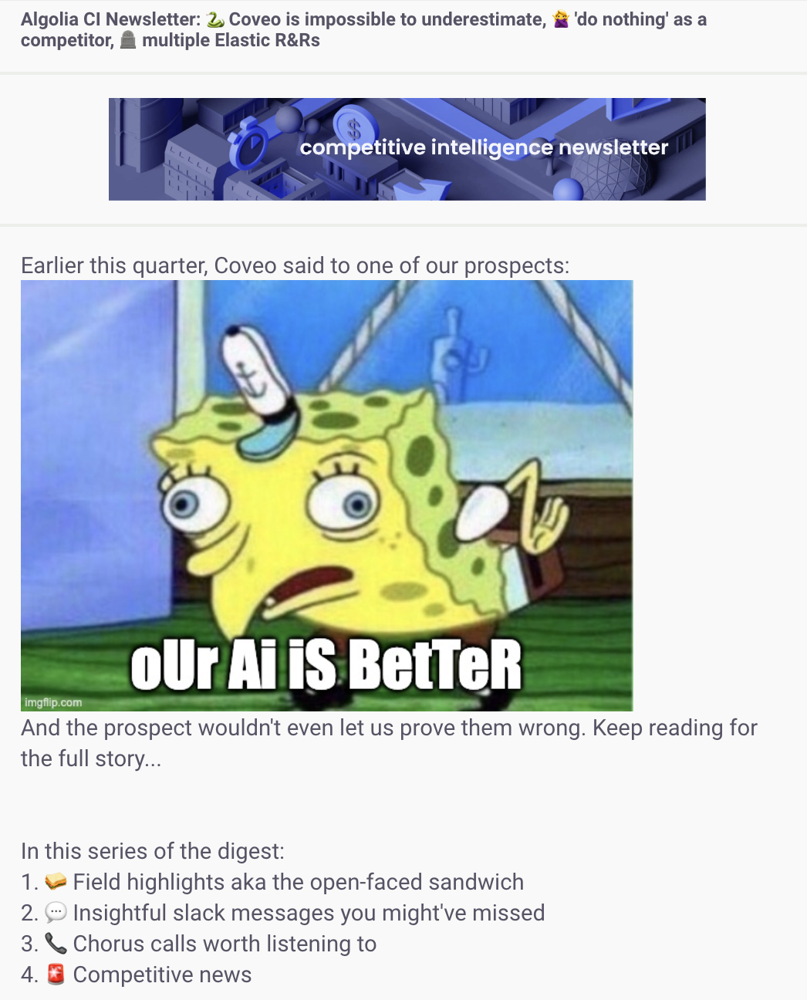 Algolia CI Newsletter: 🐍 Coveo is impossible to underestimate, 🙅‍♀️ 'do nothing' as a
competitor, 🪦 multiple Elastic R&Rs
competitive intelligence newsletter
Earlier this quarter, Coveo said to one of our prospects:
oUr Ai iS BetTeR
imgflip.com
And the prospect wouldn't even let us prove them wrong. Keep reading for
the full story...
In this series of the digest:
1. 🥪 Field highlights aka the open-faced sandwich
2. 💬 Insightful slack messages you might've missed
3. 📞 Chorus calls worth listening to
4. 🚨 Competitive news